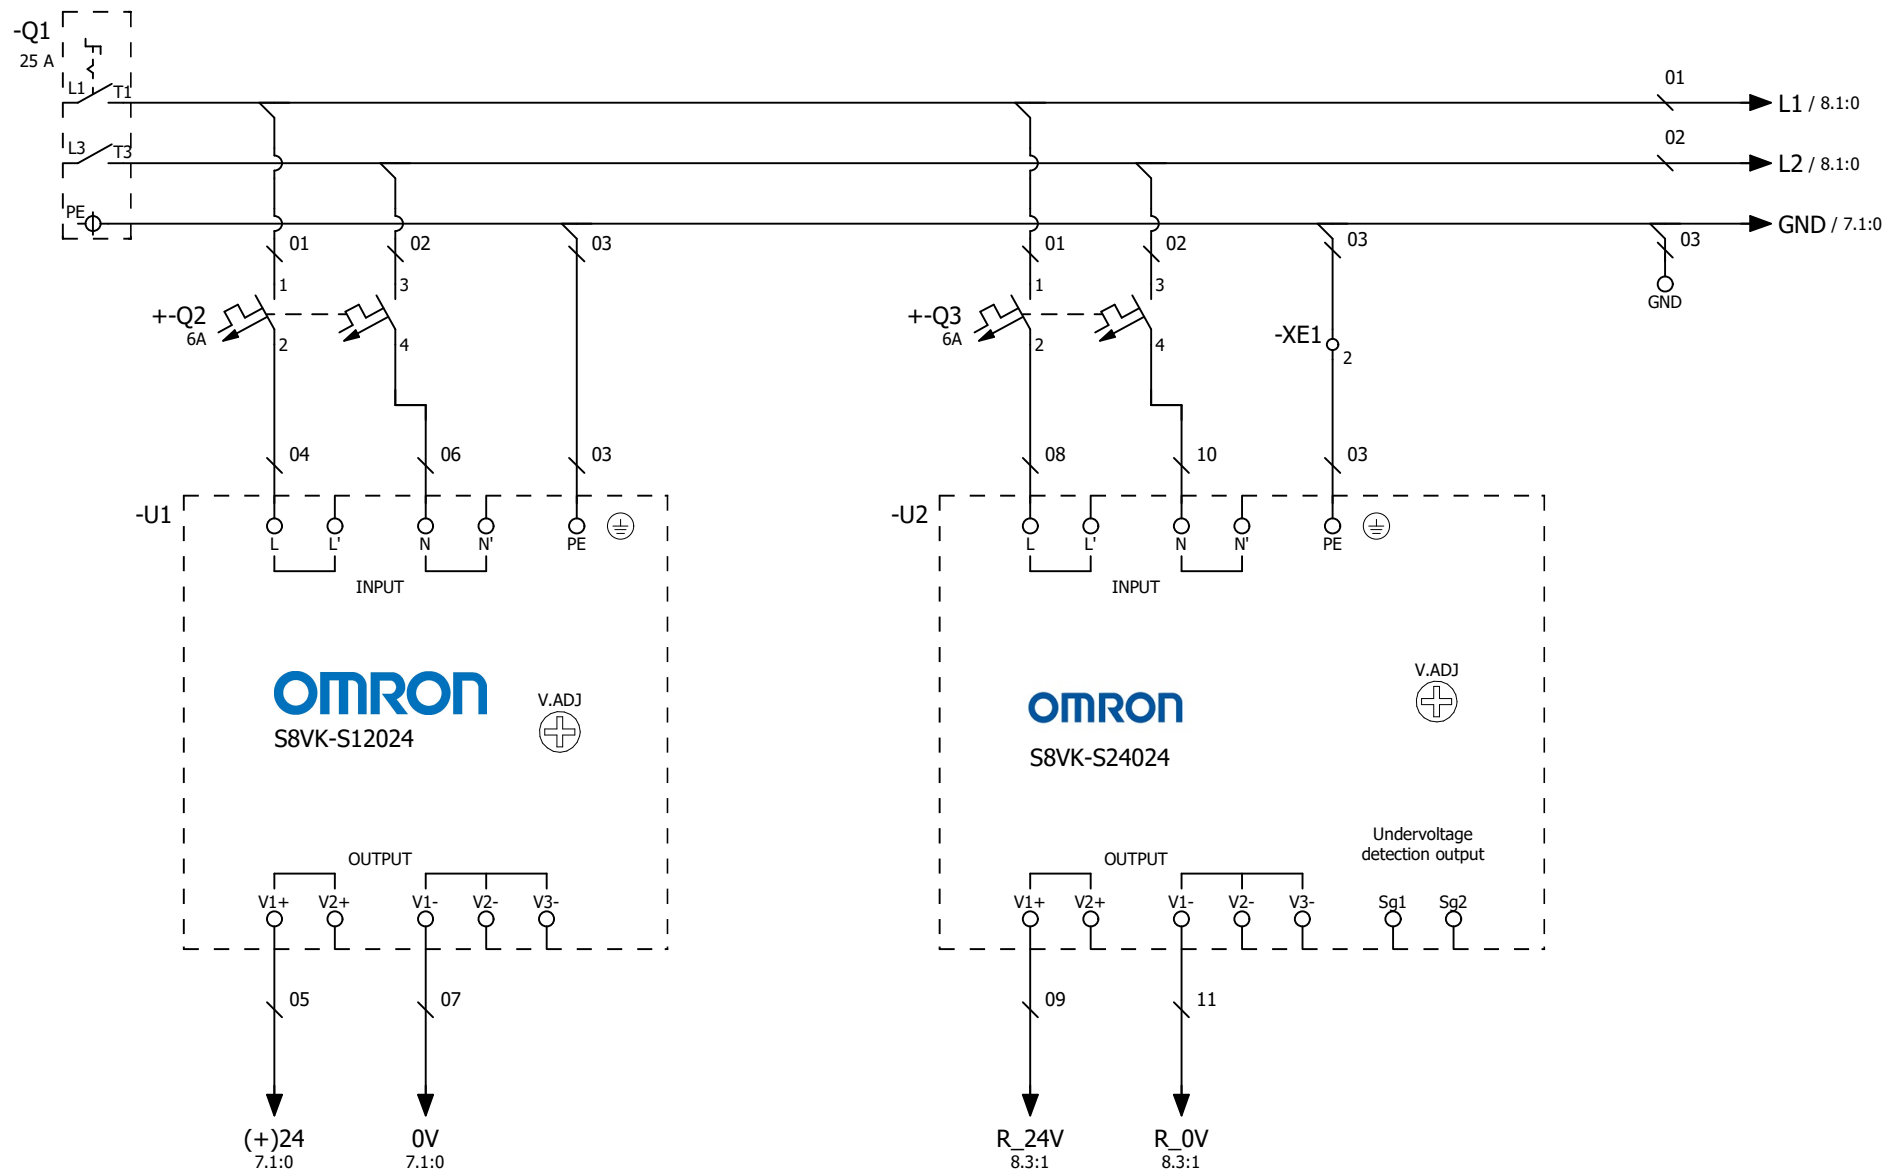 -Q1
25 A
L1
T1
01
L1 / 8.1:0
L3
T3
02
L2 / 8.1:0
PE
GND / 7.1:0
01
02
03
01
02
03
03
1
3
1
3
GND
+-Q2
6A
+-Q3
6A
-XE1
2
4
2
4
2
04
06
03
08
10
03
-U1
L
L'
N
N'
PE
INPUT
OMRON
S8VK-S12024
V.ADJ
OUTPUT
V1+
V2+
V1-
V2-
V3-
05
07
(+)24
7.1:0
0V
7.1:0
-U2
L
L'
N
N'
PE
INPUT
OMRON
S8VK-S24024
V.ADJ
Undervoltage
detection output
OUTPUT
V1+
V2+
V1-
V2-
V3-
Sg1
Sg2
09
11
R_24V
8.3:1
R_0V
8.3:1